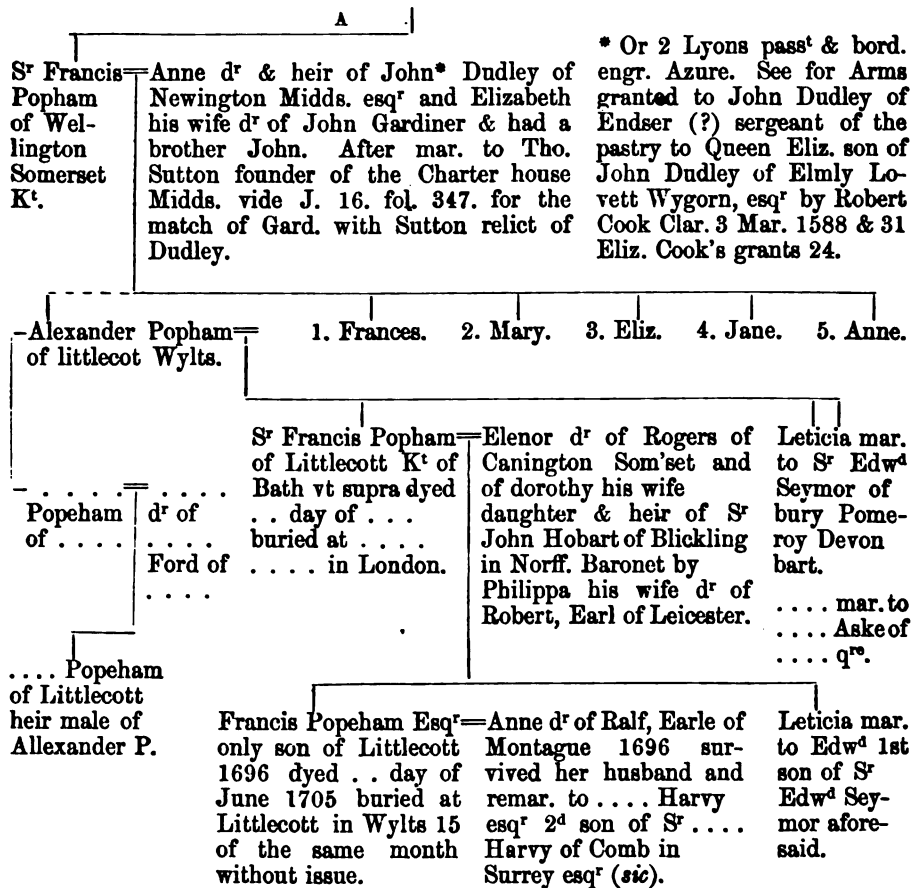 A
Sʳ Francis=
Popham
of Wel-
lington
Somerset
Kᵗ.
Anne dʳ & heir of John* Dudley of
Newington Midds. esqʳ and Elizabeth
his wife dʳ of John Gardiner & had a
brother John. After mar. to Tho.
Sutton founder of the Charter house
Midds. vide J. 16. fol. 347. for the
match of Gard. with Sutton relict of
Dudley.
* Or 2 Lyons passᵗ & bord.
engr. Azure. See for Arms
granted to John Dudley of
Endser (?) sergeant of the
pastry to Queen Eliz. son of
John Dudley of Elmly Lo-
vett Wygorn, esqʳ by Robert
Cook Clar. 3 Mar. 1588 & 31
Eliz. Cook's grants 24.
–Alexander Popham=
of littlecot Wylts.
1. Frances. 2. Mary. 3. Eliz. 4. Jane. 5. Anne.
Sʳ Francis Popham=
of Littlecott Kᵗ of
Bath vt supra dyed
. . day of . . .
buried at . . . .
. . . . in London.
Elenor dʳ of Rogers of
Canington Som'set and
of dorothy his wife
daughter & heir of Sʳ
John Hobart of Blickling
in Norff. Baronet by
Philippa his wife dʳ of
Robert, Earl of Leicester.
Leticia mar.
to Sʳ Edwᵈ
Seymor of
bury Pome-
roy Devon
bart.
. . . . mar. to
. . . . Aske of
. . . . qʳᵉ.
– . . . . .=. . . . .
Popeham
of . . . .
dʳ of
. . . .
Ford of
. . . .
. . . . Popeham
of Littlecott
heir male of
Allexander P.
Francis Popeham Esqʳ=
only son of Littlecott
1696 dyed . . day of
June 1705 buried at
Littlecott in Wylts 15
of the same month
without issue.
Anne dʳ of Ralf, Earle of
Montague 1696 sur-
vived her husband and
remar. to . . . . Harvy
esqʳ 2ᵈ son of Sʳ . . . .
Harvy of Comb in
Surrey esqʳ (sic).
Leticia mar.
to Edwᵈ 1st
son of Sʳ
Edwᵈ Sey-
mor afore-
said.